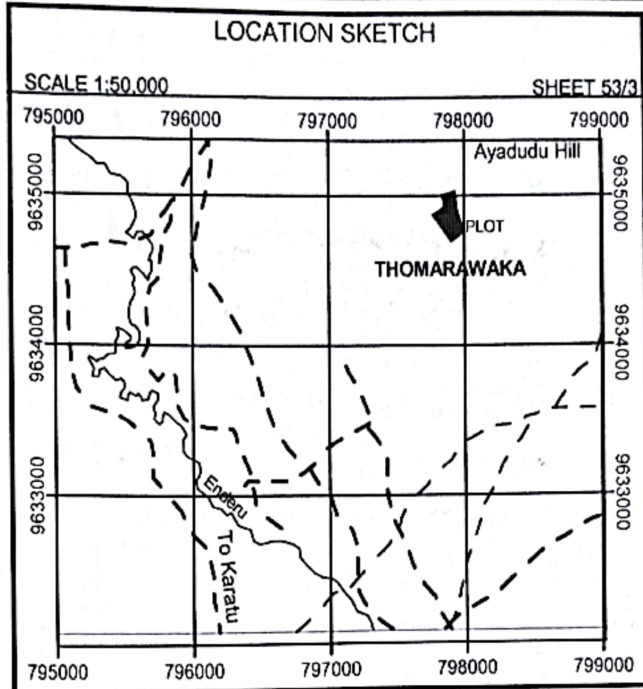 LOCATION SKETCH
SCALE 1:50,000 SHEET 53/3
795000 796000 797000 798000 799000
Ayadudu Hill
9635000 9635000
PLOT
THOMARAWAKA
9634000 9634000
9633000 9633000
Enderu
To Karatu
795000 796000 797000 798000 799000